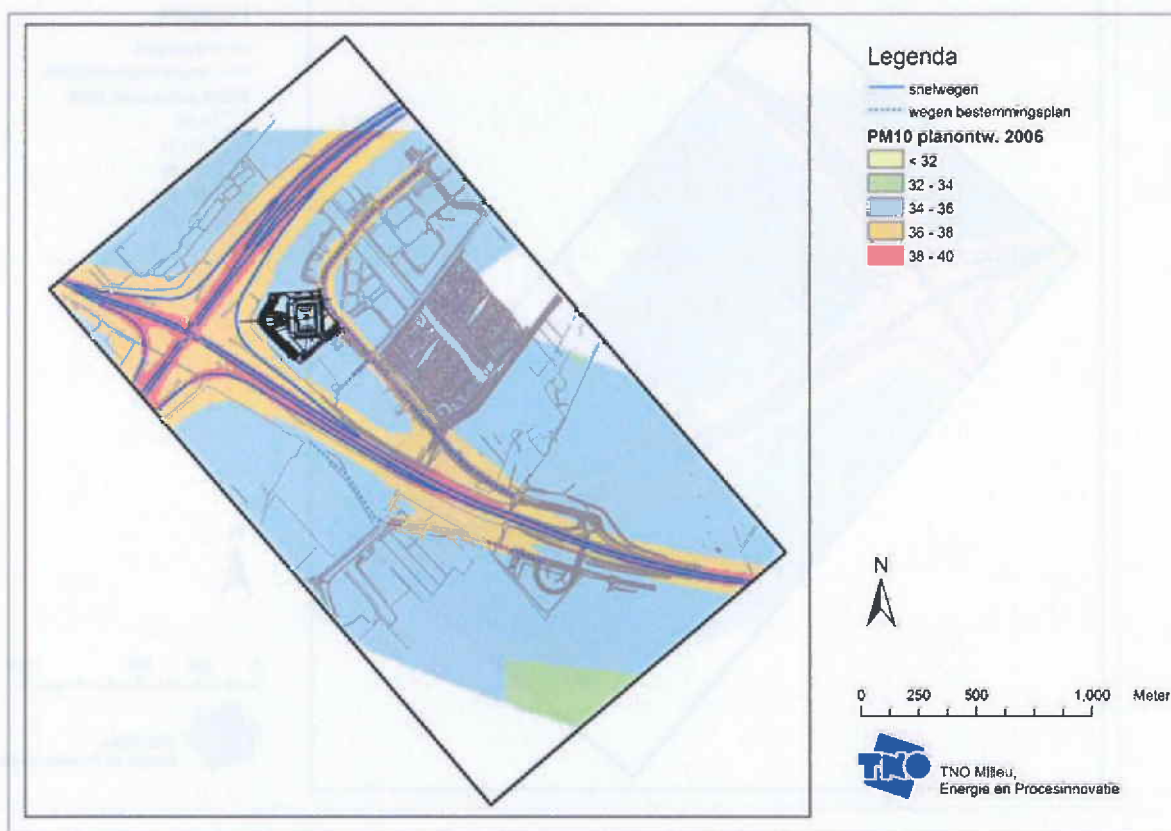 Legenda
snelwegen
wegen bestemmingsplan
PM10 planontw. 2006
< 32
32 - 34
34 - 36
36 - 38
38 - 40
N
0 250 500 1,000 Meter
TNO
TNO Milieu,
Energie en Procesinnovatie